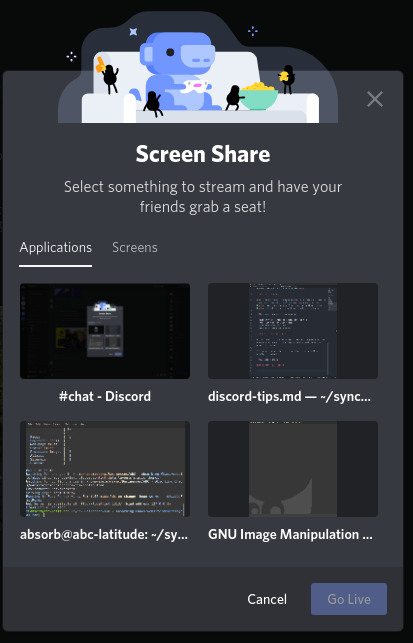 Screen Share
Select something to stream and have your
friends grab a seat!
Applications Screens
#chat - Discord
discord-tips.md — ~/sync...
absorb@abc-latitude: ~/sy...
GNU Image Manipulation ...
Cancel Go Live